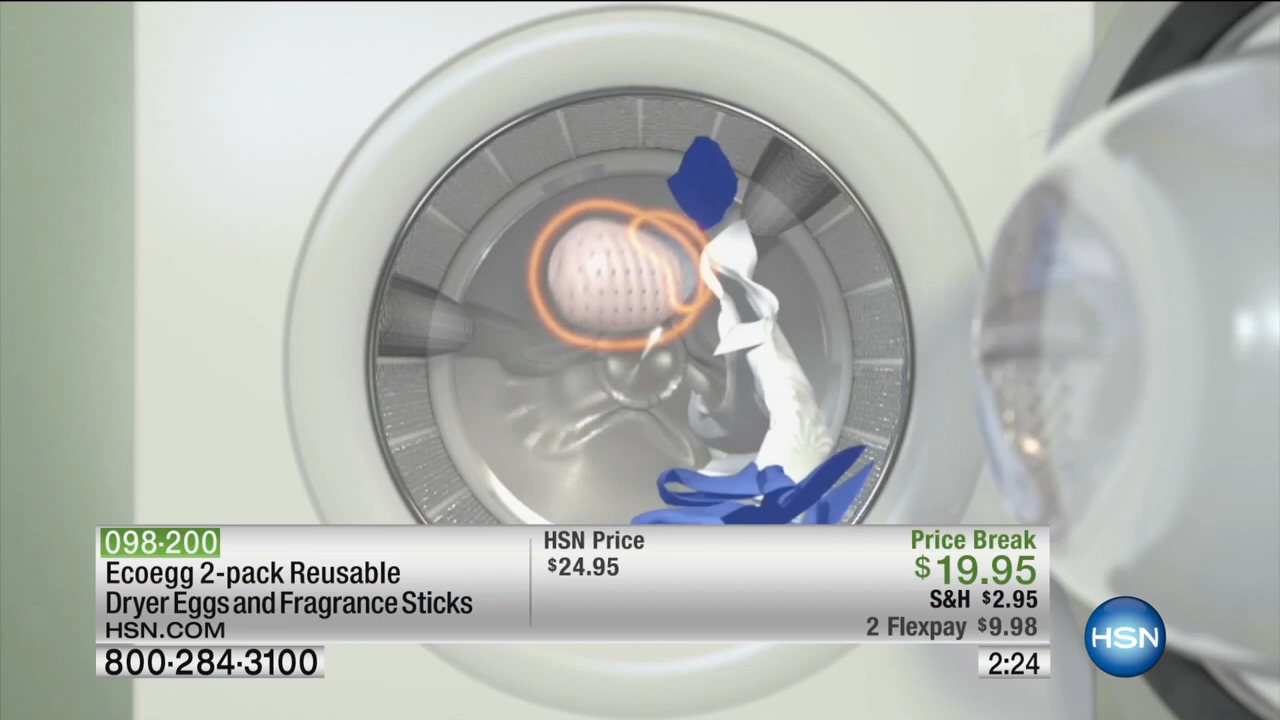 098·200
Ecoegg 2-pack Reusable
Dryer Eggs and Fragrance Sticks
HSN.COM
800·284·3100
HSN Price
$24.95
Price Break
$19.95
S&H $2.95
2 Flexpay $9.98
2:24
HSN